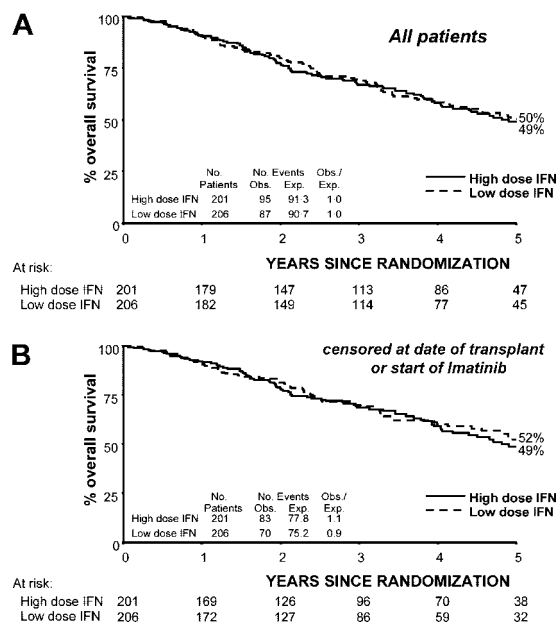 A
All patients
100
75
50
25
0
% overall survival
50%
49%
No. No. Events Obs./
Patients Obs. Exp. Exp.
High dose IFN 201 95 91·3 1·0
Low dose IFN 206 87 90·7 1·0
High dose IFN
Low dose IFN
0 1 2 3 4 5
At risk: YEARS SINCE RANDOMIZATION
High dose IFN 201 179 147 113 86 47
Low dose IFN 206 182 149 114 77 45
B
censored at date of transplant
or start of Imatinib
100
75
50
25
0
% overall survival
52%
49%
No. No. Events Obs./
Patients Obs. Exp. Exp.
High dose IFN 201 83 77.8 1.1
Low dose IFN 206 70 75.2 0.9
High dose IFN
Low dose IFN
0 1 2 3 4 5
At risk: YEARS SINCE RANDOMIZATION
High dose IFN 201 169 126 96 70 38
Low dose IFN 206 172 127 86 59 32